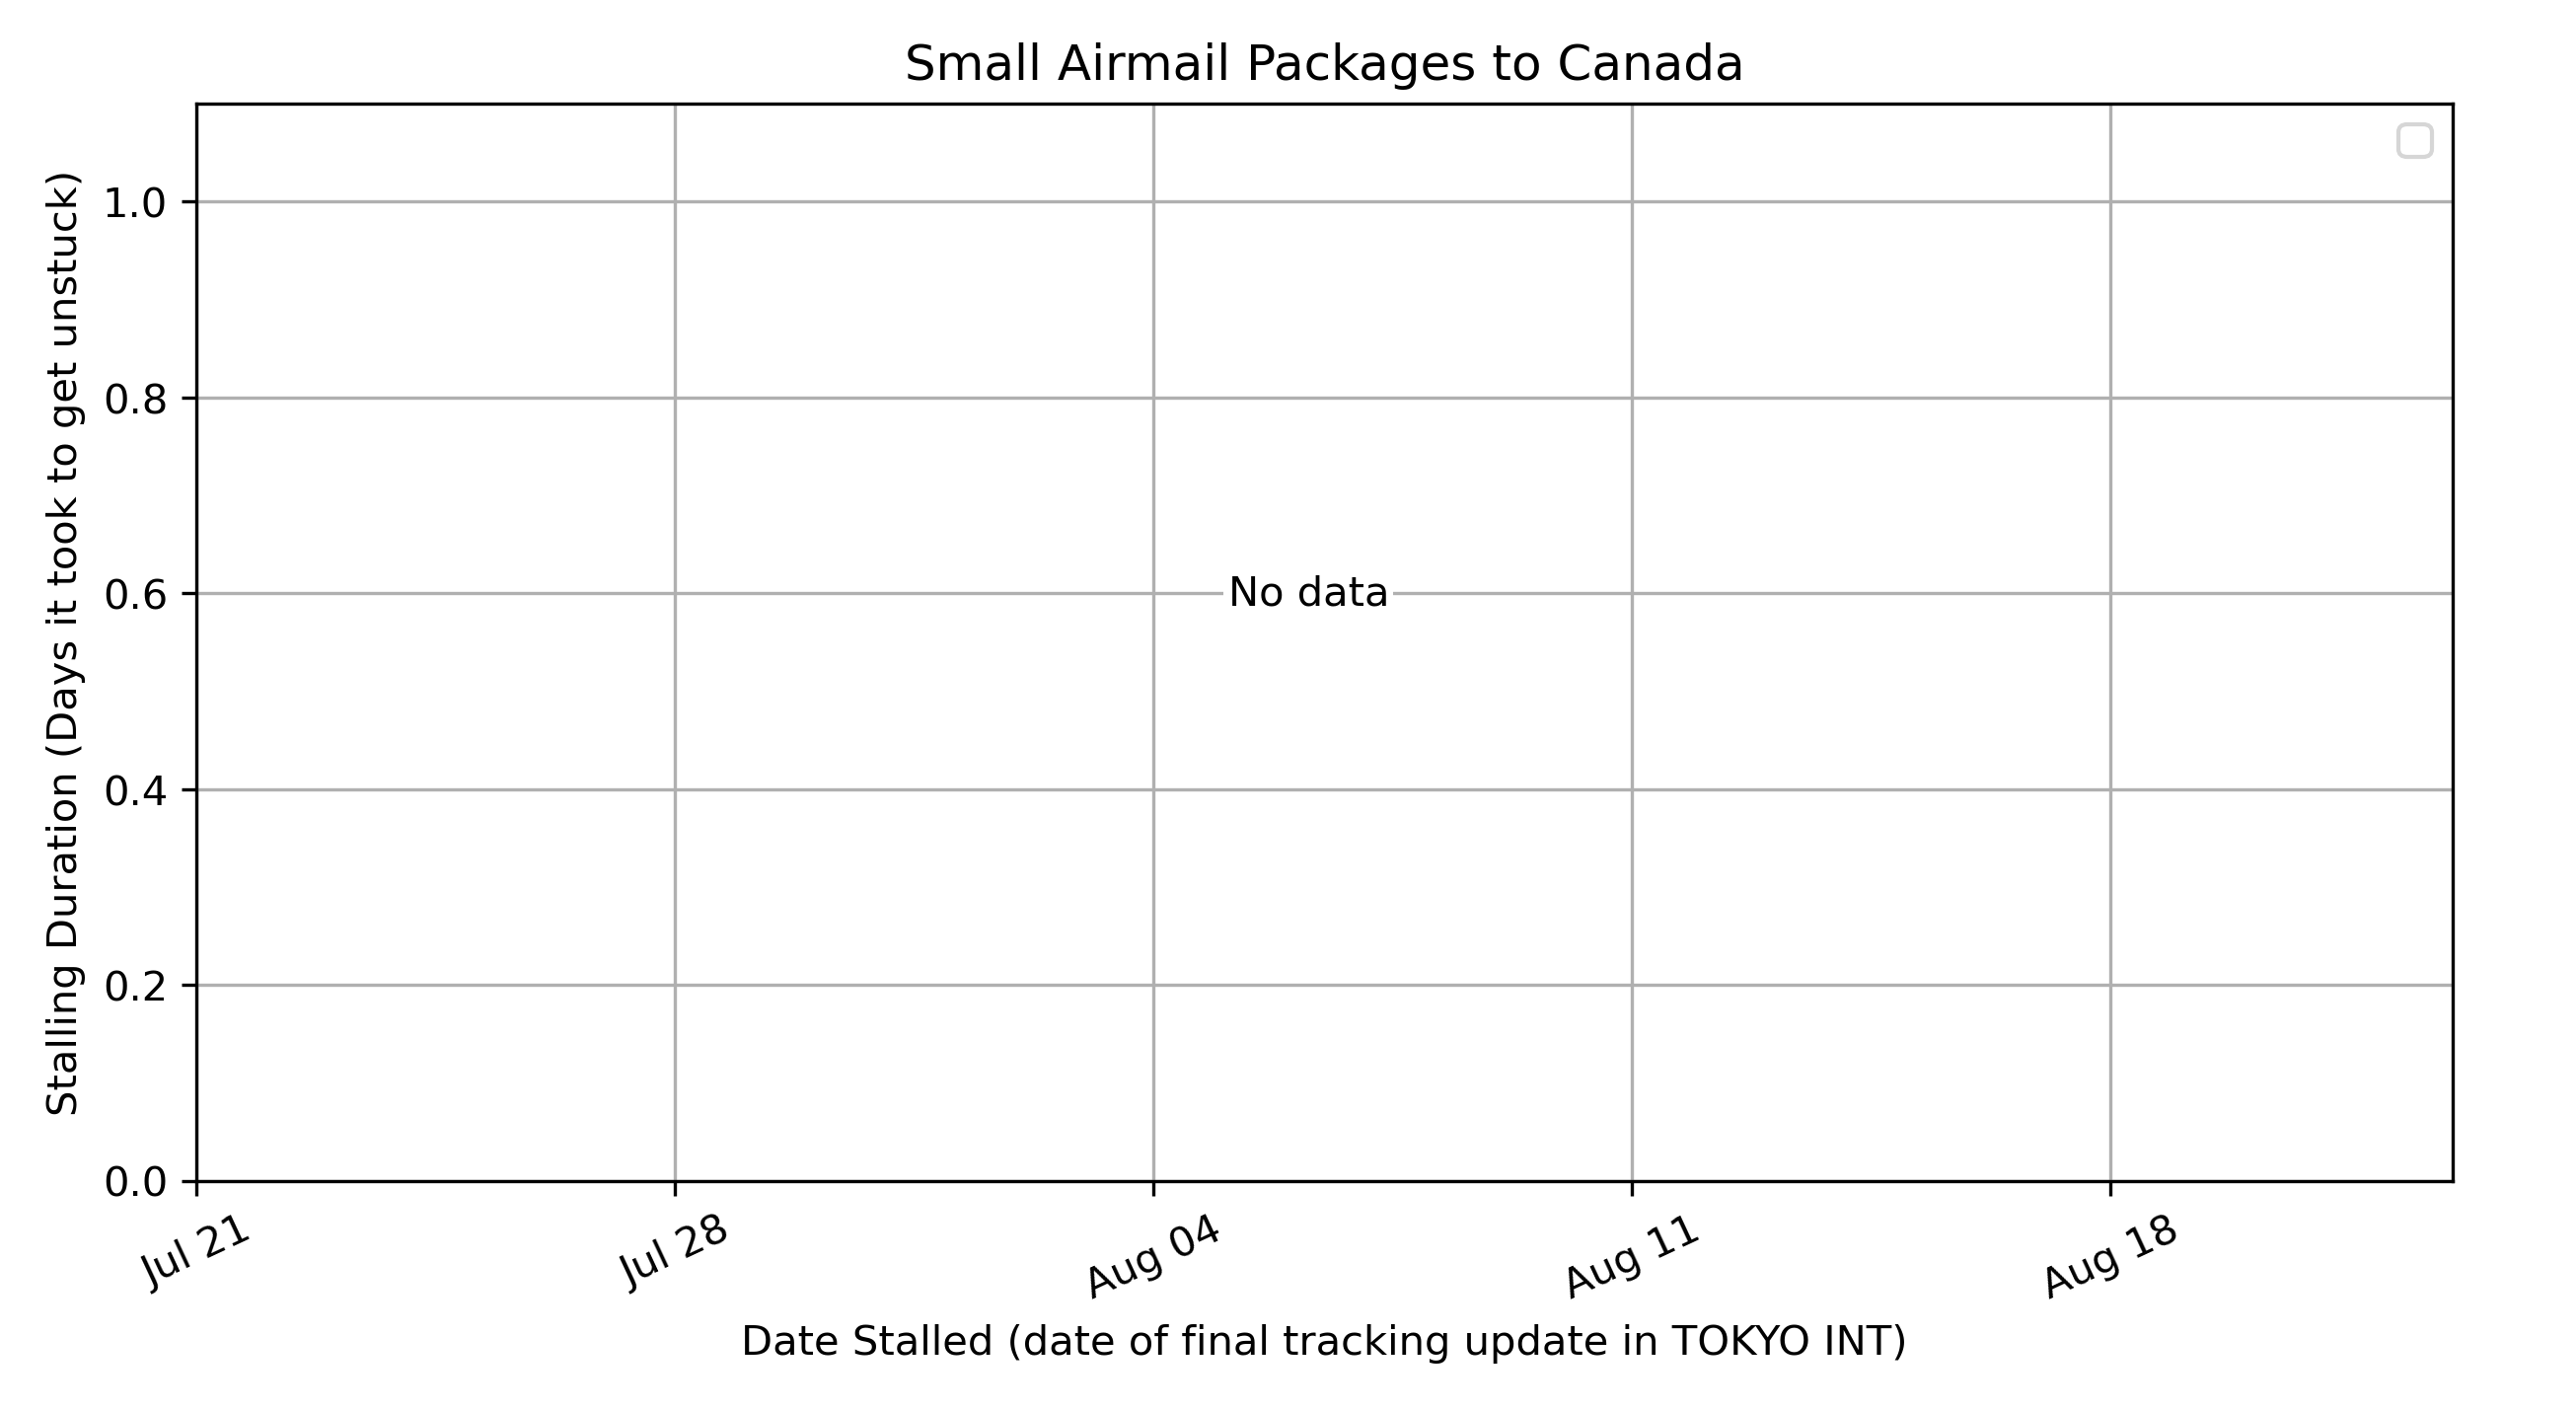 Small Airmail Packages to Canada
Stalling Duration (Days it took to get unstuck)
1.0
0.8
0.6
0.4
0.2
0.0
No data
Jul 21
Jul 28
Aug 04
Aug 11
Aug 18
Date Stalled (date of final tracking update in TOKYO INT)